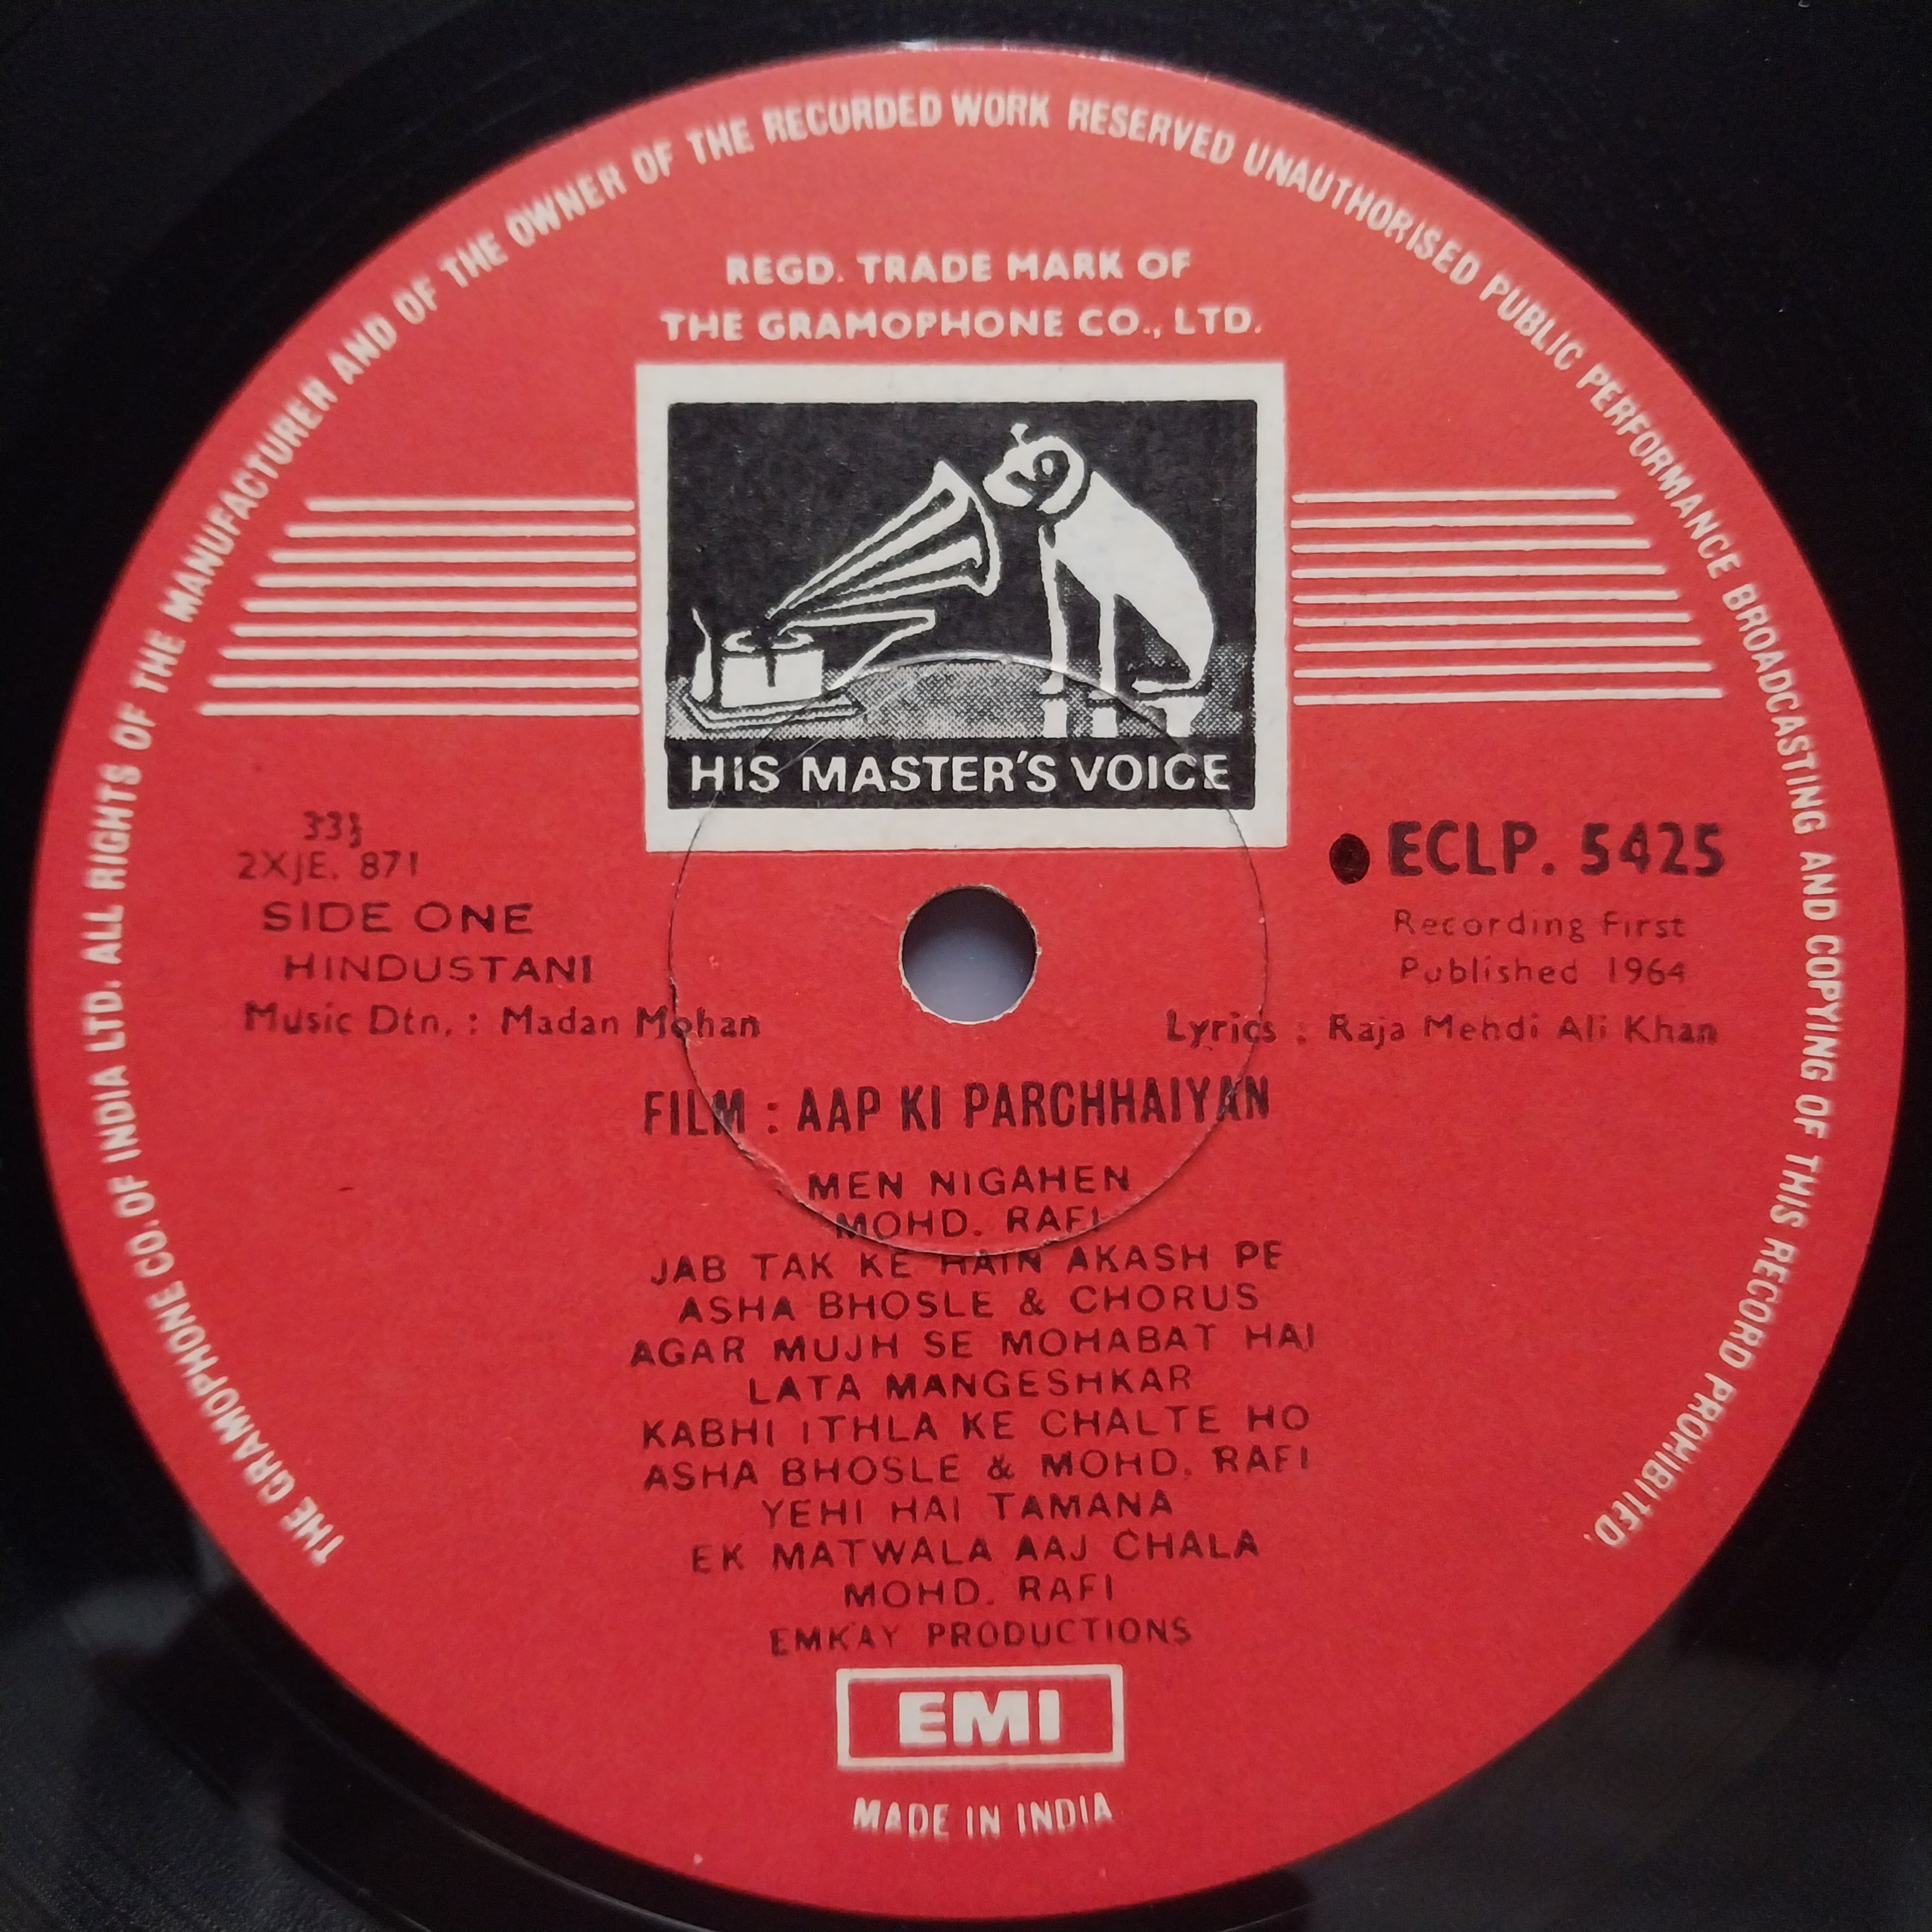 THE GRAMOPHONE CO. OF INDIA LTD. ALL RIGHTS OF THE MANUFACTURER AND OF THE OWNER OF THE RECORDED WORK RESERVED UNAUTHORISED PUBLIC PERFORMANCE BROADCASTING AND COPYING OF THIS RECORD PROHIBITED.
REGD. TRADE MARK OF
THE GRAMOPHONE CO., LTD.
HIS MASTER'S VOICE
33⅓
2XJE. 871
SIDE ONE
HINDUSTANI
Music Dtn. : Madan Mohan
ECLP. 5425
Recording First
Published 1964
Lyrics : Raja Mehdi Ali Khan
FILM : AAP KI PARCHHAIYAN
MEN NIGAHEN
MOHD. RAFI
JAB TAK KE HAIN AKASH PE
ASHA BHOSLE & CHORUS
AGAR MUJH SE MOHABAT HAI
LATA MANGESHKAR
KABHI ITHLA KE CHALTE HO
ASHA BHOSLE & MOHD. RAFI
YEHI HAI TAMANA
EK MATWALA AAJ CHALA
MOHD. RAFI
EMKAY PRODUCTIONS
EMI
MADE IN INDIA